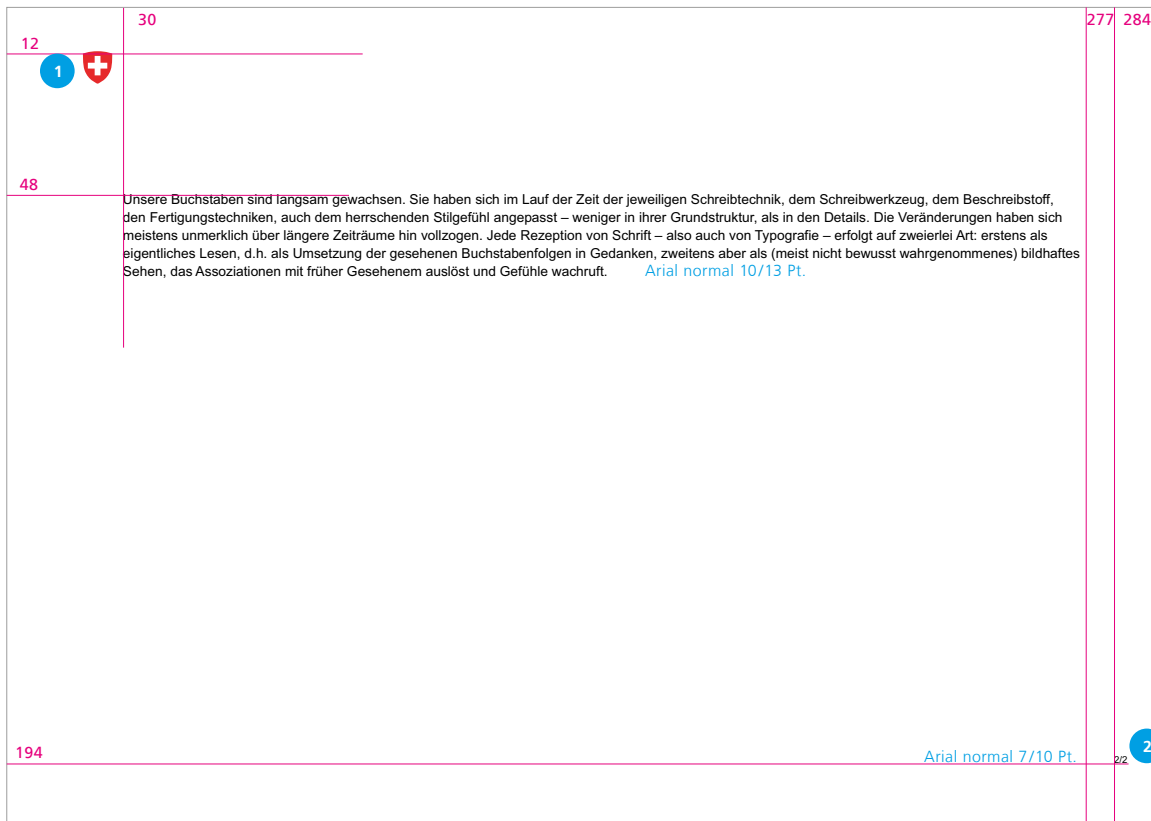 30
277 284
12
1
48
Unsere Buchstaben sind langsam gewachsen. Sie haben sich im Lauf der Zeit der jeweiligen Schreibtechnik, dem Schreibwerkzeug, dem Beschreibstoff,
den Fertigungstechniken, auch dem herrschenden Stilgefühl angepasst – weniger in ihrer Grundstruktur, als in den Details. Die Veränderungen haben sich
meistens unmerklich über längere Zeiträume hin vollzogen. Jede Rezeption von Schrift – also auch von Typografie – erfolgt auf zweierlei Art: erstens als
eigentliches Lesen, d.h. als Umsetzung der gesehenen Buchstabenfolgen in Gedanken, zweitens aber als (meist nicht bewusst wahrgenommenes) bildhaftes
Sehen, das Assoziationen mit früher Gesehenem auslöst und Gefühle wachruft. Arial normal 10/13 Pt.
2
194
Arial normal 7/10 Pt. 2/2